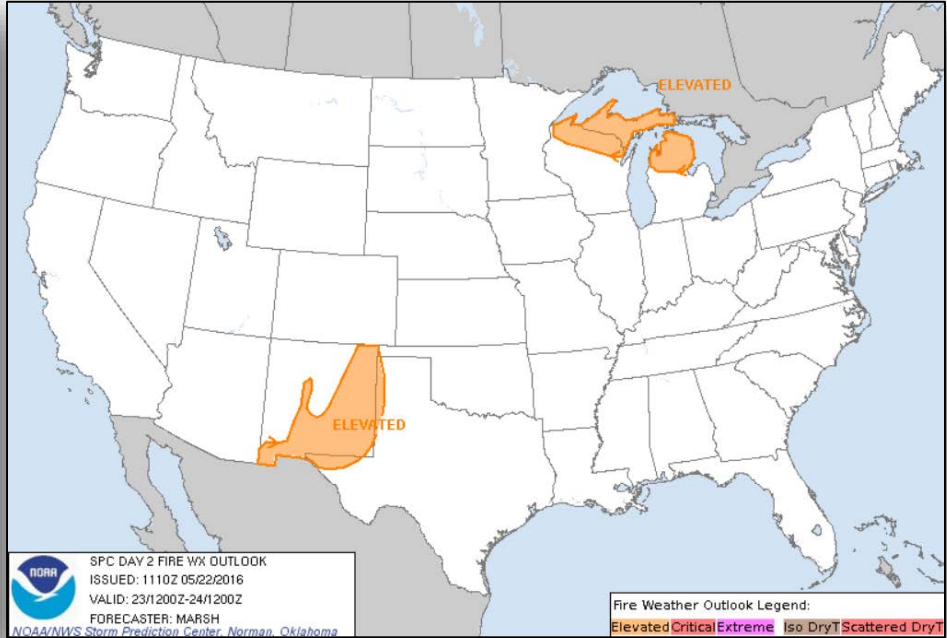 ELEVATED
ELEVATED
NOAA
SPC DAY 2 FIRE WX OUTLOOK
ISSUED: 1110Z 05/22/2016
VALID: 23/1200Z-24/1200Z
FORECASTER: MARSH
NOAA/NWS Storm Prediction Center, Norman, Oklahoma
Fire Weather Outlook Legend:
Elevated Critical Extreme Iso DryT Scattered DryT